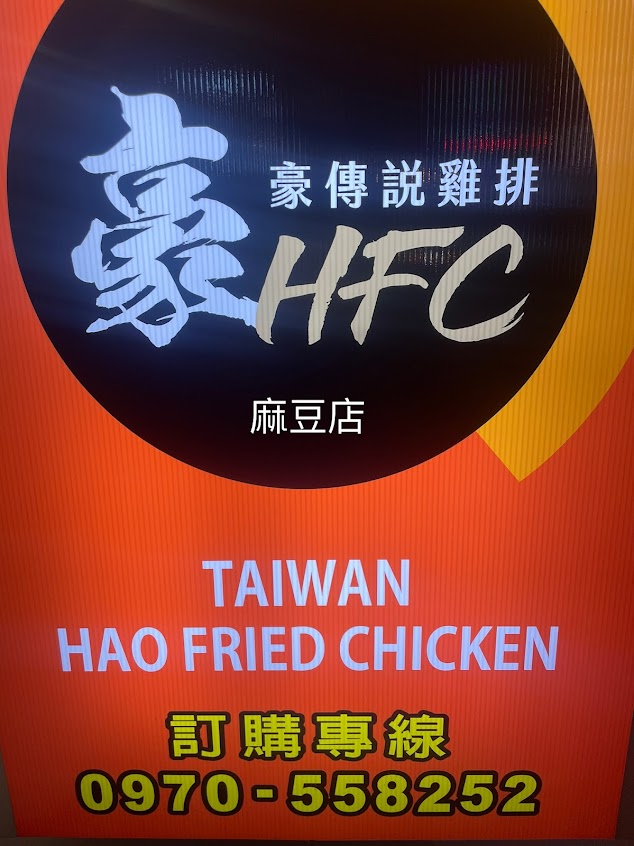 豪
豪傳說雞排
HFC
麻豆店
TAIWAN
HAO FRIED CHICKEN
訂購專線
0970-558252